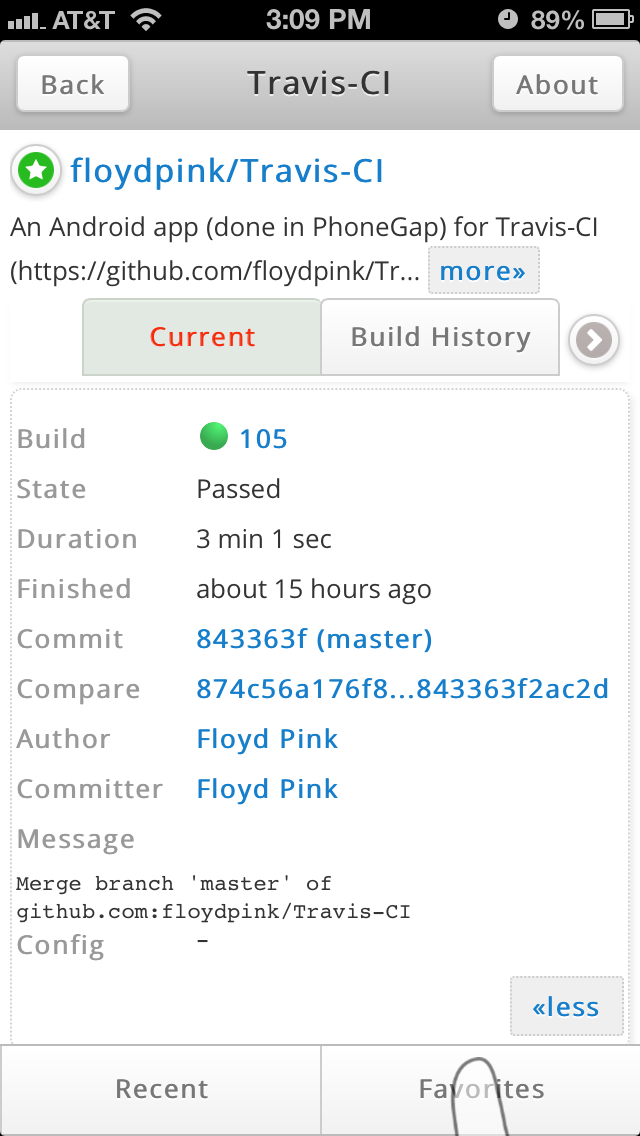 AT&T 3:09 PM 89%
Back Travis-CI About
floydpink/Travis-CI
An Android app (done in PhoneGap) for Travis-CI
(https://github.com/floydpink/Tr... more»
Current Build History
Build 105
State Passed
Duration 3 min 1 sec
Finished about 15 hours ago
Commit 843363f (master)
Compare 874c56a176f8...843363f2ac2d
Author Floyd Pink
Committer Floyd Pink
Message
Merge branch 'master' of
github.com:floydpink/Travis-CI
Config -
«less
Recent Favorites